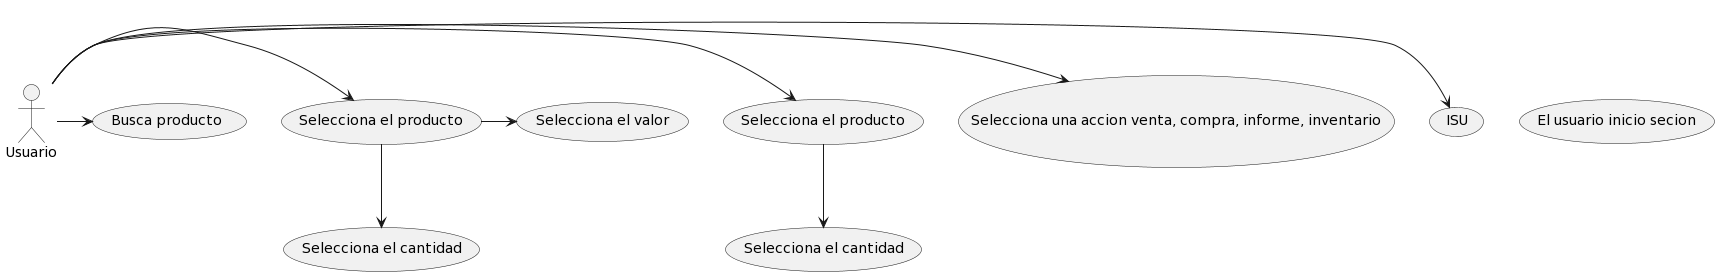 Usuario
Busca producto
Selecciona el producto
Selecciona el valor
Selecciona el producto
Selecciona una accion venta, compra, informe, inventario
ISU
El usuario inicio secion
Selecciona el cantidad
Selecciona el cantidad